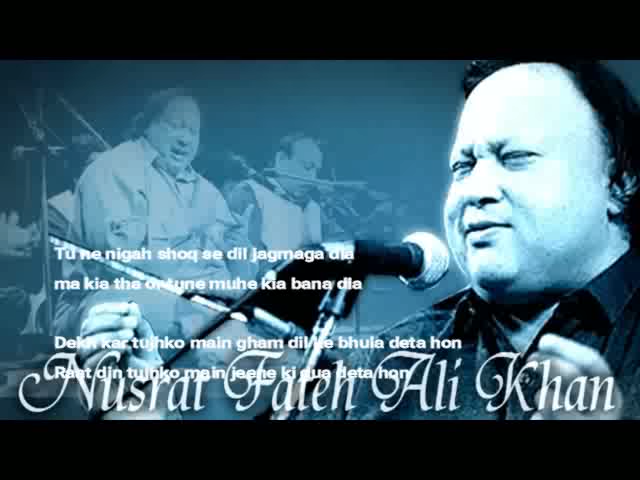 Tu ne nigah shoq se dil jagmaga dia
ma kia tha or tune muhe kia bana dia
Dekh kar tujhko main gham dil ke bhula deta hon
Raat din tujhko main jeene ki dua deta hon
Nusrat Fateh Ali Khan